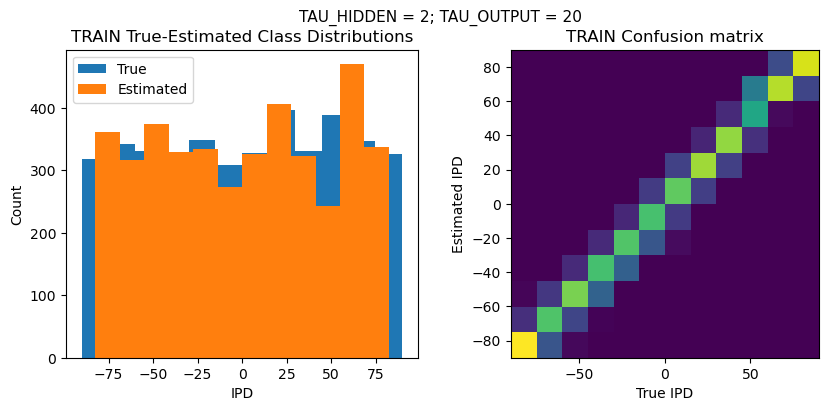 TAU_HIDDEN = 2; TAU_OUTPUT = 20
TRAIN True-Estimated Class Distributions
True
Estimated
Count
400
300
200
100
0
−75
−50
−25
0
25
50
75
IPD
TRAIN Confusion matrix
Estimated IPD
80
60
40
20
0
−20
−40
−60
−80
−50
0
50
True IPD